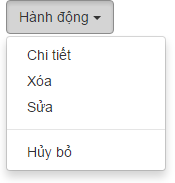 Hành động
Chi tiết
Xóa
Sửa
Hủy bỏ